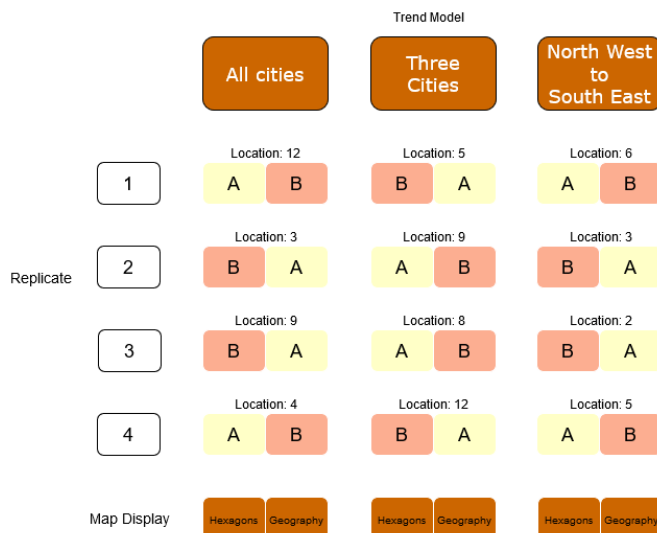 Trend Model
All cities
Three
Cities
North West
to
South East
Location: 12
Location: 5
Location: 6
1
A B
B A
A B
Location: 3
Location: 9
Location: 3
Replicate
2
B A
A B
B A
Location: 9
Location: 8
Location: 2
3
B A
A B
B A
Location: 4
Location: 12
Location: 5
4
A B
B A
A B
Map Display
Hexagons Geography
Hexagons Geography
Hexagons Geography